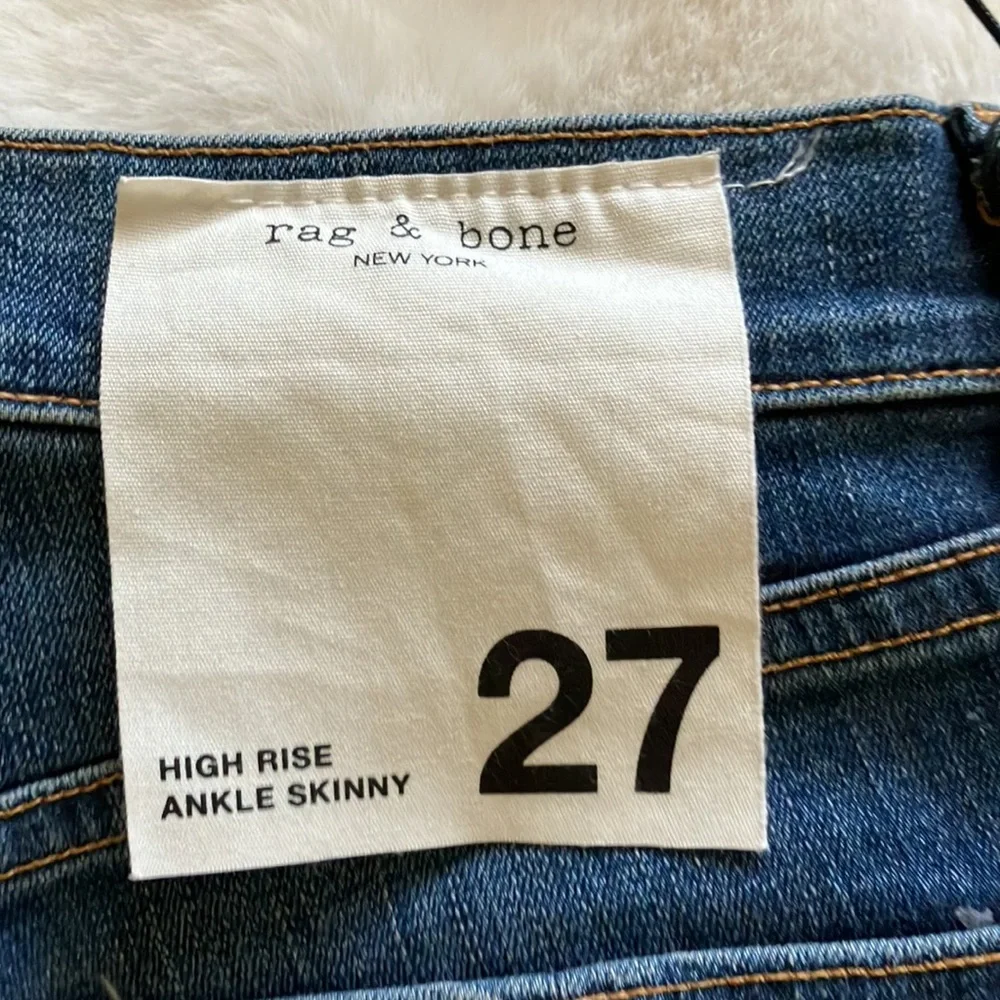 rag & bone
NEW YORK
27
HIGH RISE
ANKLE SKINNY